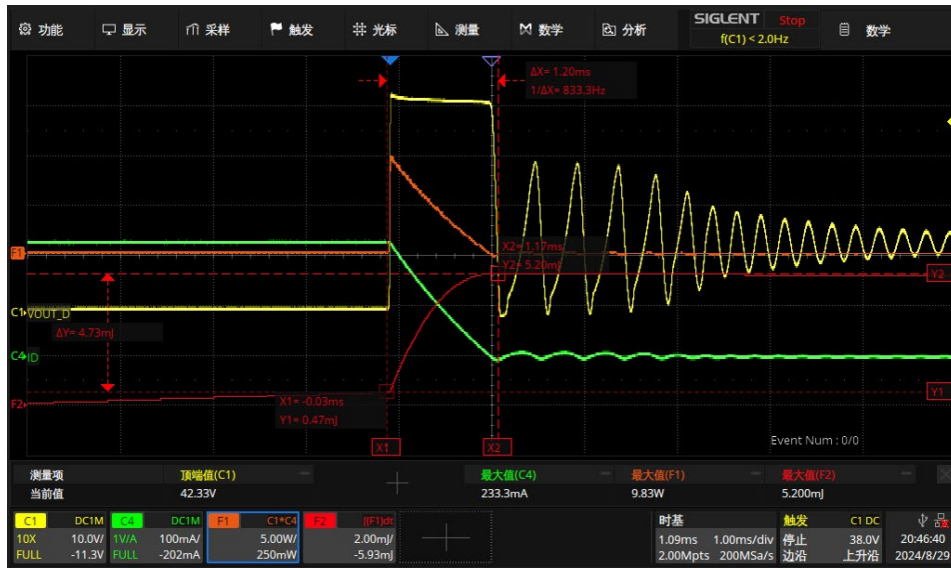 功能 显示 采样 触发 光标 测量 数学 分析 SIGLENT Stop 数学
f(C1) < 2.0Hz
ΔX= 1.20ms
1/ΔX= 833.3Hz
F1
X2= 1.17ms
Y2= 5.20mJ
Y2
C1 VOUT_D
ΔY= 4.73mJ
C4 ID
Y1
F2
X1= -0.03ms
Y1= 0.47mJ
X1 X2
Event Num : 0/0
测量项 顶端值(C1) 最大值(C4) 最大值(F1) 最大值(F2)
当前值 42.33V 233.3mA 9.83W 5.200mJ
C1 DC1M C4 DC1M F1 C1*C4 F2 ∫(F1)dt 时基 触发 C1 DC
10X 10.0V/ 1V/A 100mA/ 5.00W/ 2.00mJ/ 1.09ms 1.00ms/div 停止 38.0V 20:46:40
FULL -11.3V FULL -202mA 250mW -5.93mJ 2.00Mpts 200MSa/s 边沿 上升沿 2024/8/29